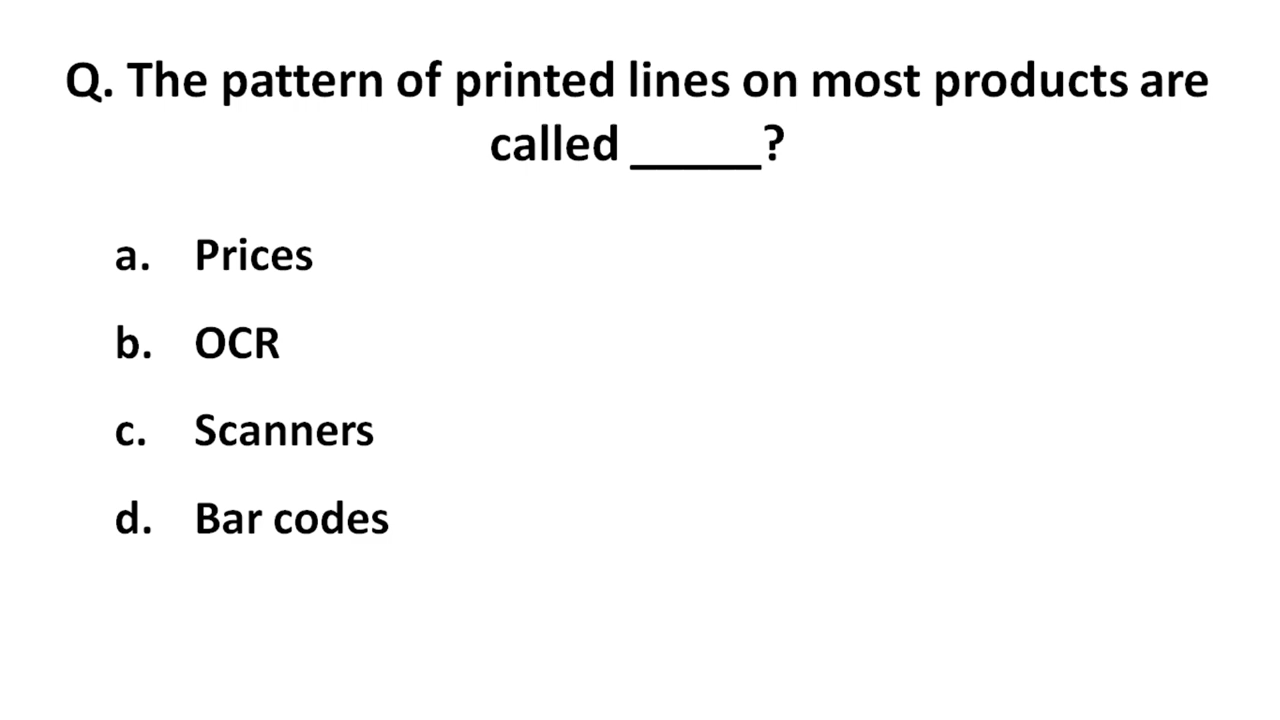 Q. The pattern of printed lines on most products are
called _____?
a. Prices
b. OCR
c. Scanners
d. Bar codes